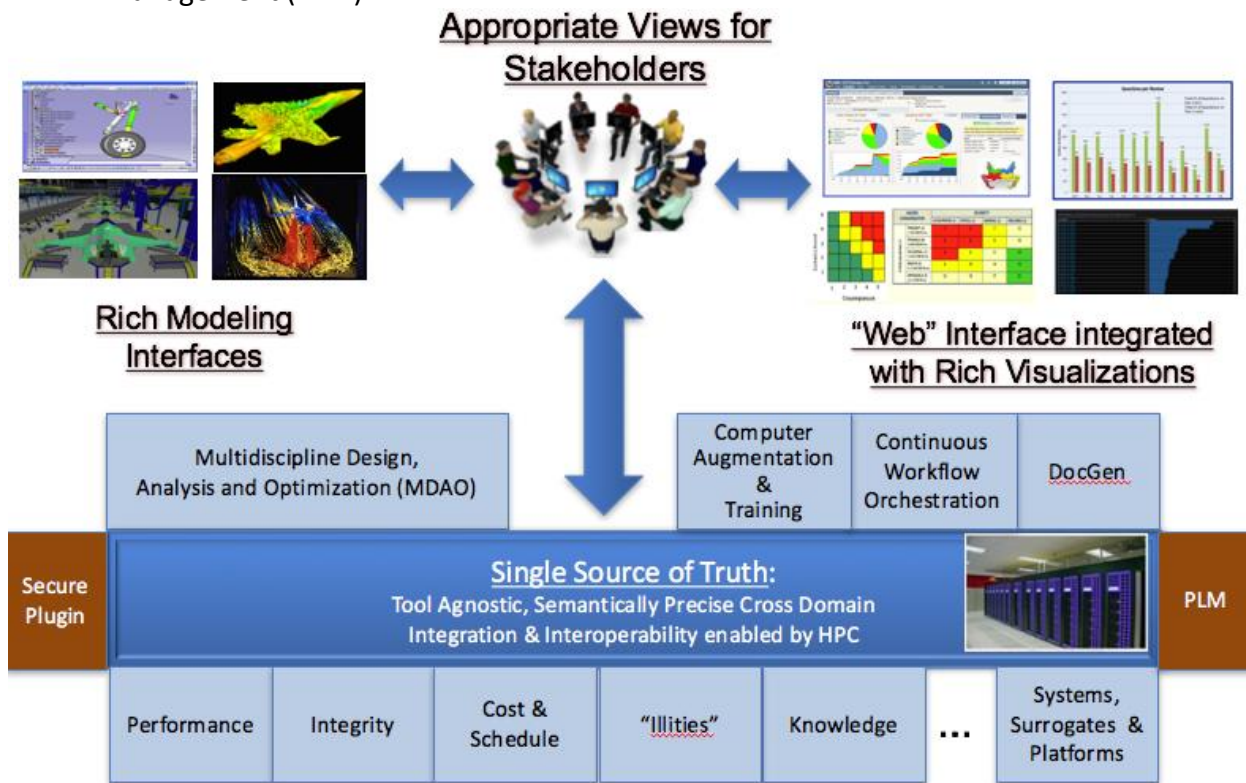 Appropriate Views for
Stakeholders
Rich Modeling
Interfaces
“Web” Interface integrated
with Rich Visualizations
Multidiscipline Design,
Analysis and Optimization (MDAO)
Computer
Augmentation
&
Training
Continuous
Workflow
Orchestration
DocGen
Secure
Plugin
Single Source of Truth:
Tool Agnostic, Semantically Precise Cross Domain
Integration & Interoperability enabled by HPC
PLM
Performance
Integrity
Cost &
Schedule
“Illities”
Knowledge
...
Systems,
Surrogates &
Platforms